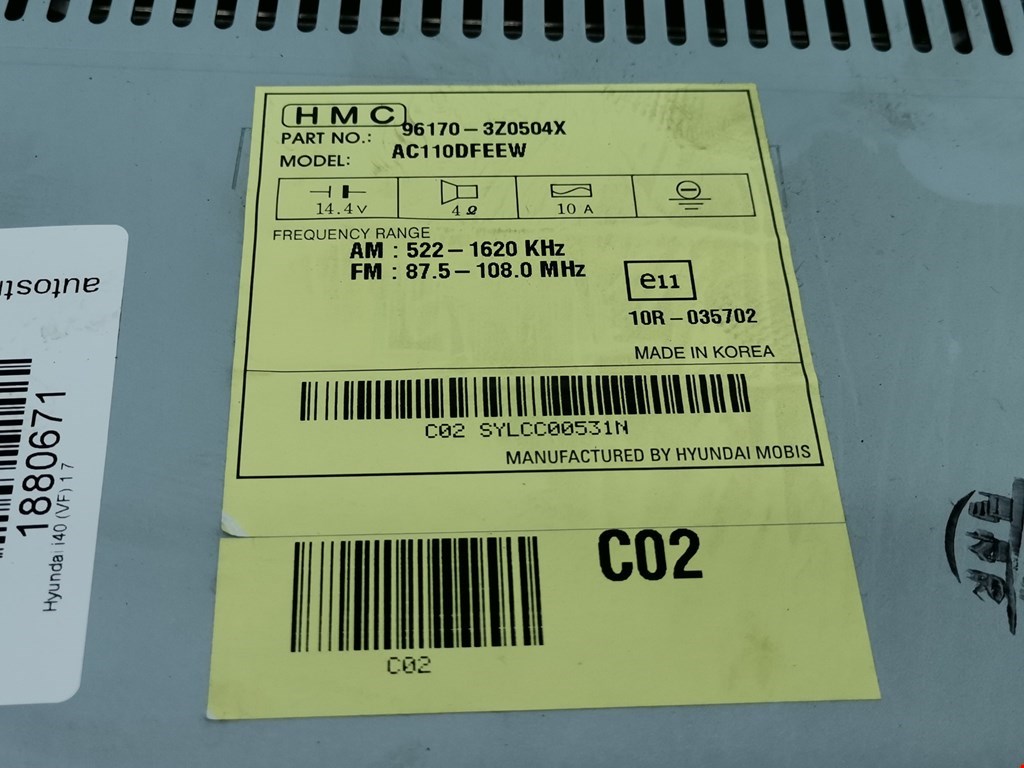 HMC
PART NO.: 96170-3Z0504X
MODEL: AC110DFEEW
14.4V 4Ω 10 A
FREQUENCY RANGE
AM : 522-1620 KHz
FM : 87.5-108.0 MHz
e11
10R-035702
MADE IN KOREA
C02 SYLCC00531N
MANUFACTURED BY HYUNDAI MOBIS
C02
C02
1880671
Hyundai i40 (VF) 1 7